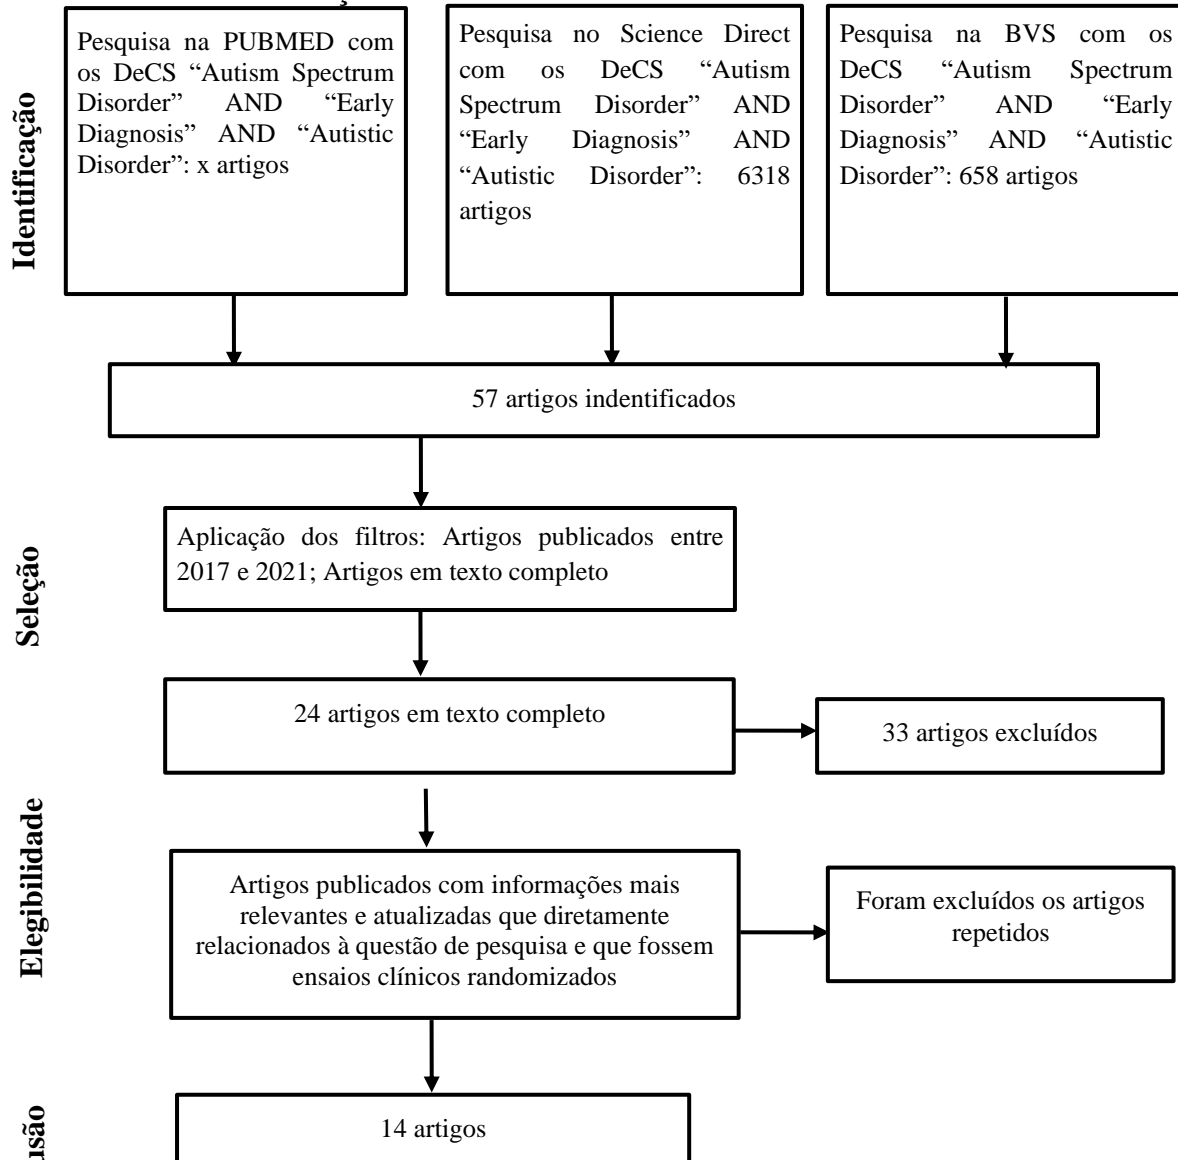 Identificação
Pesquisa na PUBMED com
os DeCS “Autism Spectrum
Disorder” AND “Early
Diagnosis” AND “Autistic
Disorder”: x artigos
Pesquisa no Science Direct
com os DeCS “Autism
Spectrum Disorder” AND
“Early Diagnosis” AND
“Autistic Disorder”: 6318
artigos
Pesquisa na BVS com os
DeCS “Autism Spectrum
Disorder” AND “Early
Diagnosis” AND “Autistic
Disorder”: 658 artigos
57 artigos indentificados
Seleção
Aplicação dos filtros: Artigos publicados entre
2017 e 2021; Artigos em texto completo
24 artigos em texto completo
33 artigos excluídos
Elegibilidade
Artigos publicados com informações mais
relevantes e atualizadas que diretamente
relacionados à questão de pesquisa e que fossem
ensaios clínicos randomizados
Foram excluídos os artigos
repetidos
14 artigos